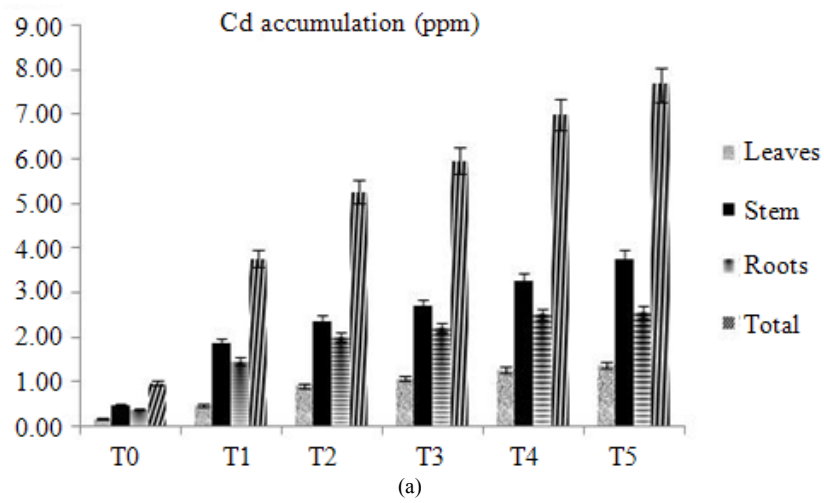 Cd accumulation (ppm)
9.00
8.00
7.00
6.00
5.00
4.00
3.00
2.00
1.00
0.00
T0 T1 T2 T3 T4 T5
Leaves
Stem
Roots
Total
(a)